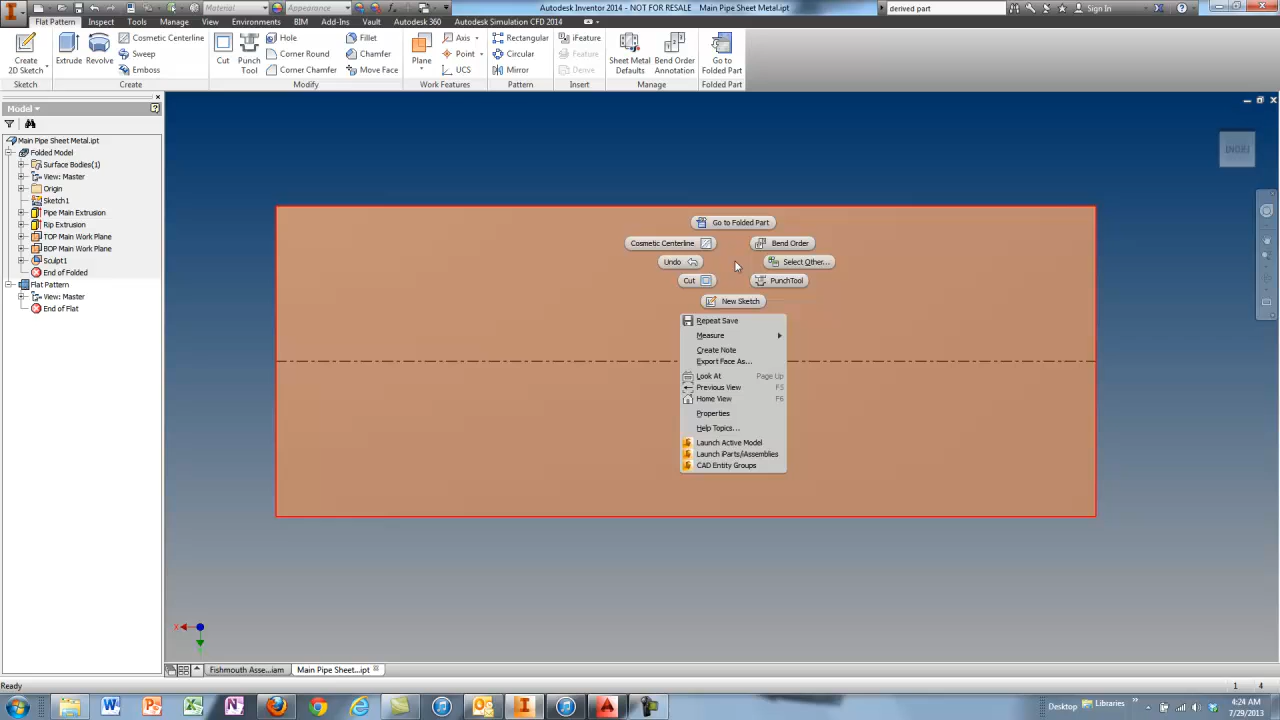 Material
Appearance
Autodesk Inventor 2014 - NOT FOR RESALE Main Pipe Sheet Metal.ipt
derived part
Sign In
Flat Pattern Inspect Tools Manage View Environments BIM Add-Ins Vault Autodesk 360 Autodesk Simulation CFD 2014
Create 2D Sketch
Sketch
Extrude
Revolve
Cosmetic Centerline
Sweep
Emboss
Create
Cut
Punch Tool
Hole
Corner Round
Corner Chamfer
Fillet
Chamfer
Move Face
Modify
Plane
Axis
Point
UCS
Work Features
Rectangular
Circular
Mirror
Pattern
iFeature
Feature
Derive
Insert
Sheet Metal Defaults
Bend Order Annotation
Manage
Go to Folded Part
Folded Part
Model
Main Pipe Sheet Metal.ipt
Folded Model
Surface Bodies(1)
View: Master
Origin
Sketch1
Pipe Main Extrusion
Rip Extrusion
TOP Main Work Plane
BOP Main Work Plane
Sculpt1
End of Folded
Flat Pattern
View: Master
End of Flat
Go to Folded Part
Cosmetic Centerline
Bend Order
Undo
Select Other...
Cut
PunchTool
New Sketch
Repeat Save
Measure
Create Note
Export Face As...
Look At Page Up
Previous View F5
Home View F6
Properties
Help Topics...
Launch Active Model
Launch iParts/iAssemblies
CAD Entity Groups
X
Fishmouth Asse...iam
Main Pipe Sheet...ipt
Ready
1 4
Desktop
Libraries
4:24 AM
7/29/2013